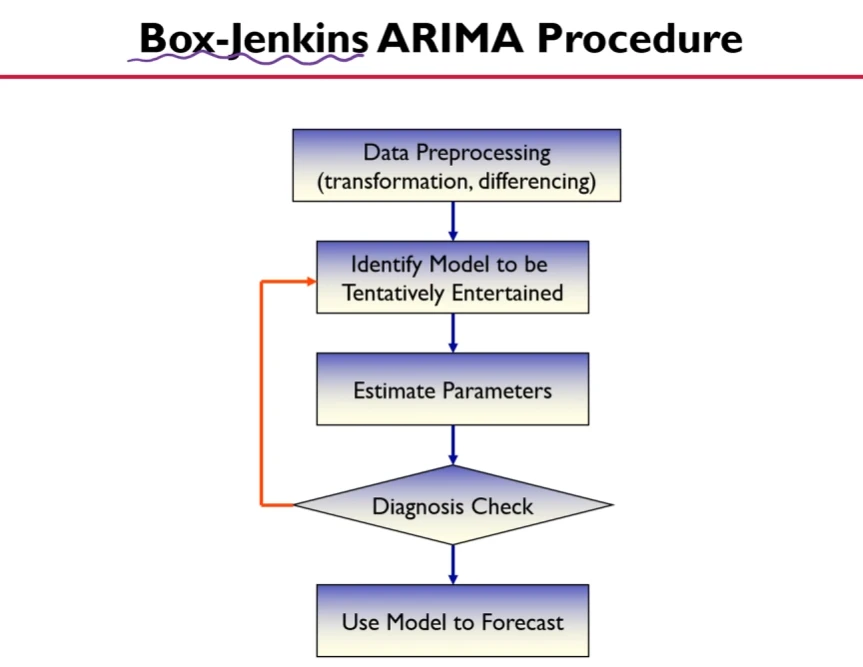 Box-Jenkins ARIMA Procedure
Data Preprocessing
(transformation, differencing)
Identify Model to be
Tentatively Entertained
Estimate Parameters
Diagnosis Check
Use Model to Forecast